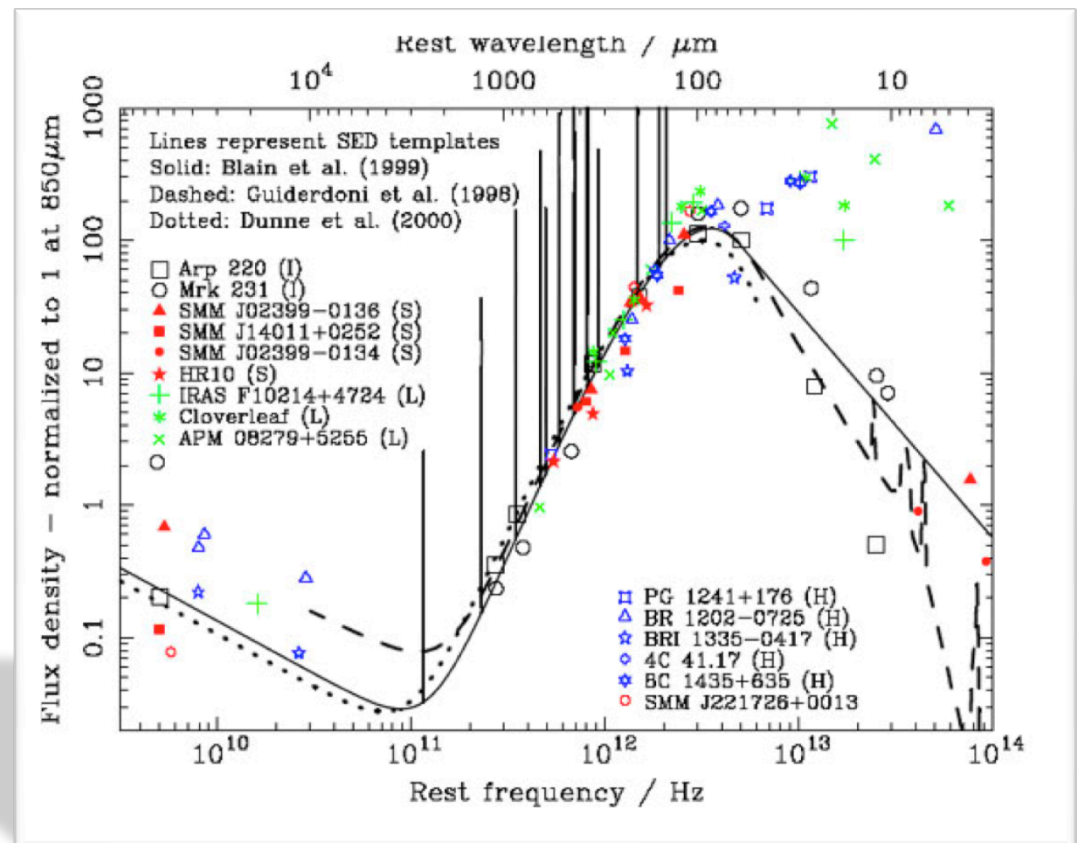 Rest wavelength / μm
10⁴ 1000 100 10
Flux density — normalized to 1 at 850μm
1000
100
10
1
0.1
Lines represent SED templates
Solid: Blain et al. (1999)
Dashed: Guiderdoni et al. (1998)
Dotted: Dunne et al. (2000)
Arp 220 (I)
Mrk 231 (I)
SMM J02399−0136 (S)
SMM J14011+0252 (S)
SMM J02399−0134 (S)
HR10 (S)
IRAS F10214+4724 (L)
Cloverleaf (L)
APM 08279+5255 (L)
PG 1241+176 (H)
BR 1202−0725 (H)
BRI 1335−0417 (H)
4C 41.17 (H)
8C 1435+635 (H)
SMM J221726+0013
10¹⁰ 10¹¹ 10¹² 10¹³ 10¹⁴
Rest frequency / Hz